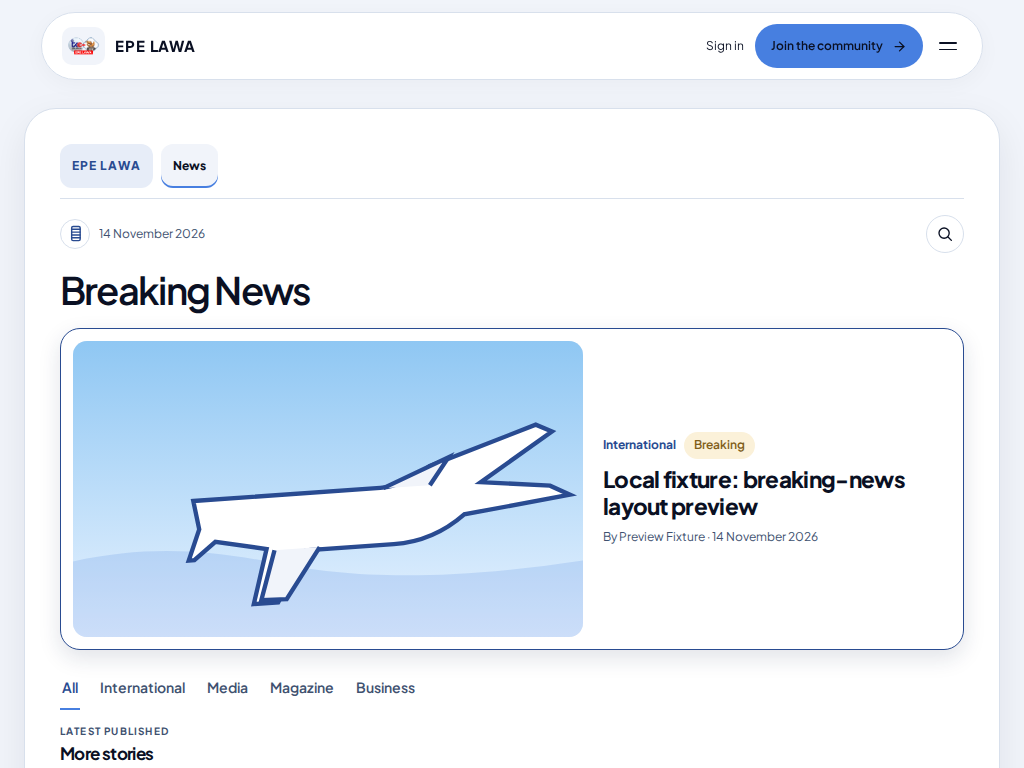 EPE LAWA
Sign in
Join the community
EPE LAWA
News
14 November 2026
Breaking News
International
Breaking
Local fixture: breaking-news
layout preview
By Preview Fixture · 14 November 2026
All
International
Media
Magazine
Business
LATEST PUBLISHED
More stories